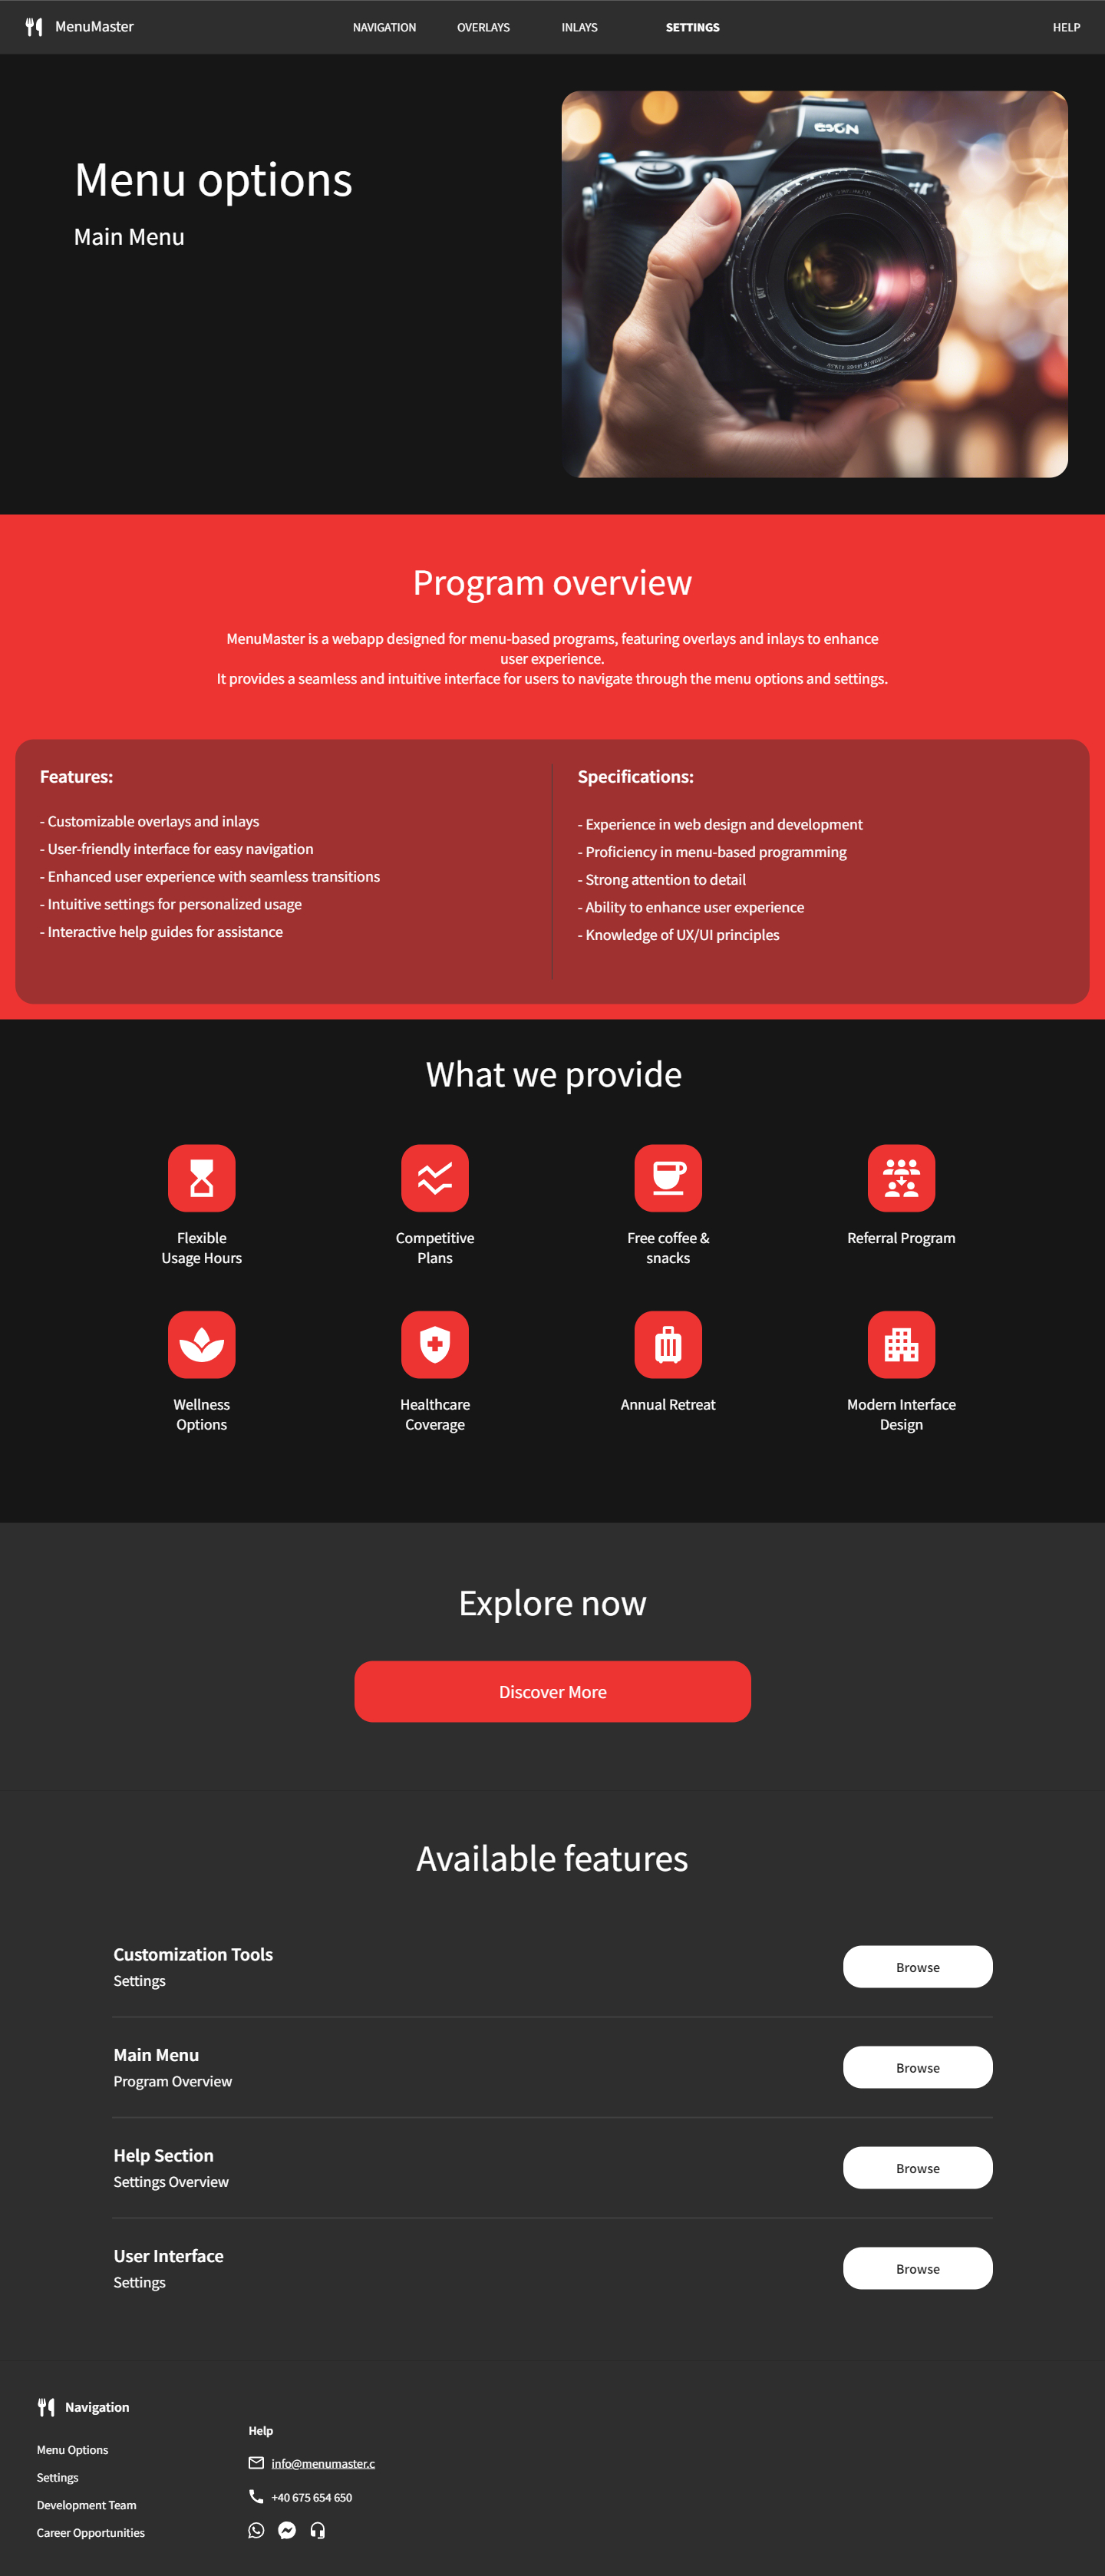 MenuMaster
NAVIGATION
OVERLAYS
INLAYS
SETTINGS
HELP
Menu options
Main Menu
Program overview
MenuMaster is a webapp designed for menu-based programs, featuring overlays and inlays to enhance
user experience.
It provides a seamless and intuitive interface for users to navigate through the menu options and settings.
Features:
- Customizable overlays and inlays
- User-friendly interface for easy navigation
- Enhanced user experience with seamless transitions
- Intuitive settings for personalized usage
- Interactive help guides for assistance
Specifications:
- Experience in web design and development
- Proficiency in menu-based programming
- Strong attention to detail
- Ability to enhance user experience
- Knowledge of UX/UI principles
What we provide
Flexible
Usage Hours
Competitive
Plans
Free coffee &
snacks
Referral Program
Wellness
Options
Healthcare
Coverage
Annual Retreat
Modern Interface
Design
Explore now
Discover More
Available features
Customization Tools
Settings
Browse
Main Menu
Program Overview
Browse
Help Section
Settings Overview
Browse
User Interface
Settings
Browse
Navigation
Menu Options
Settings
Development Team
Career Opportunities
Help
info@menumaster.c
+40 675 654 650